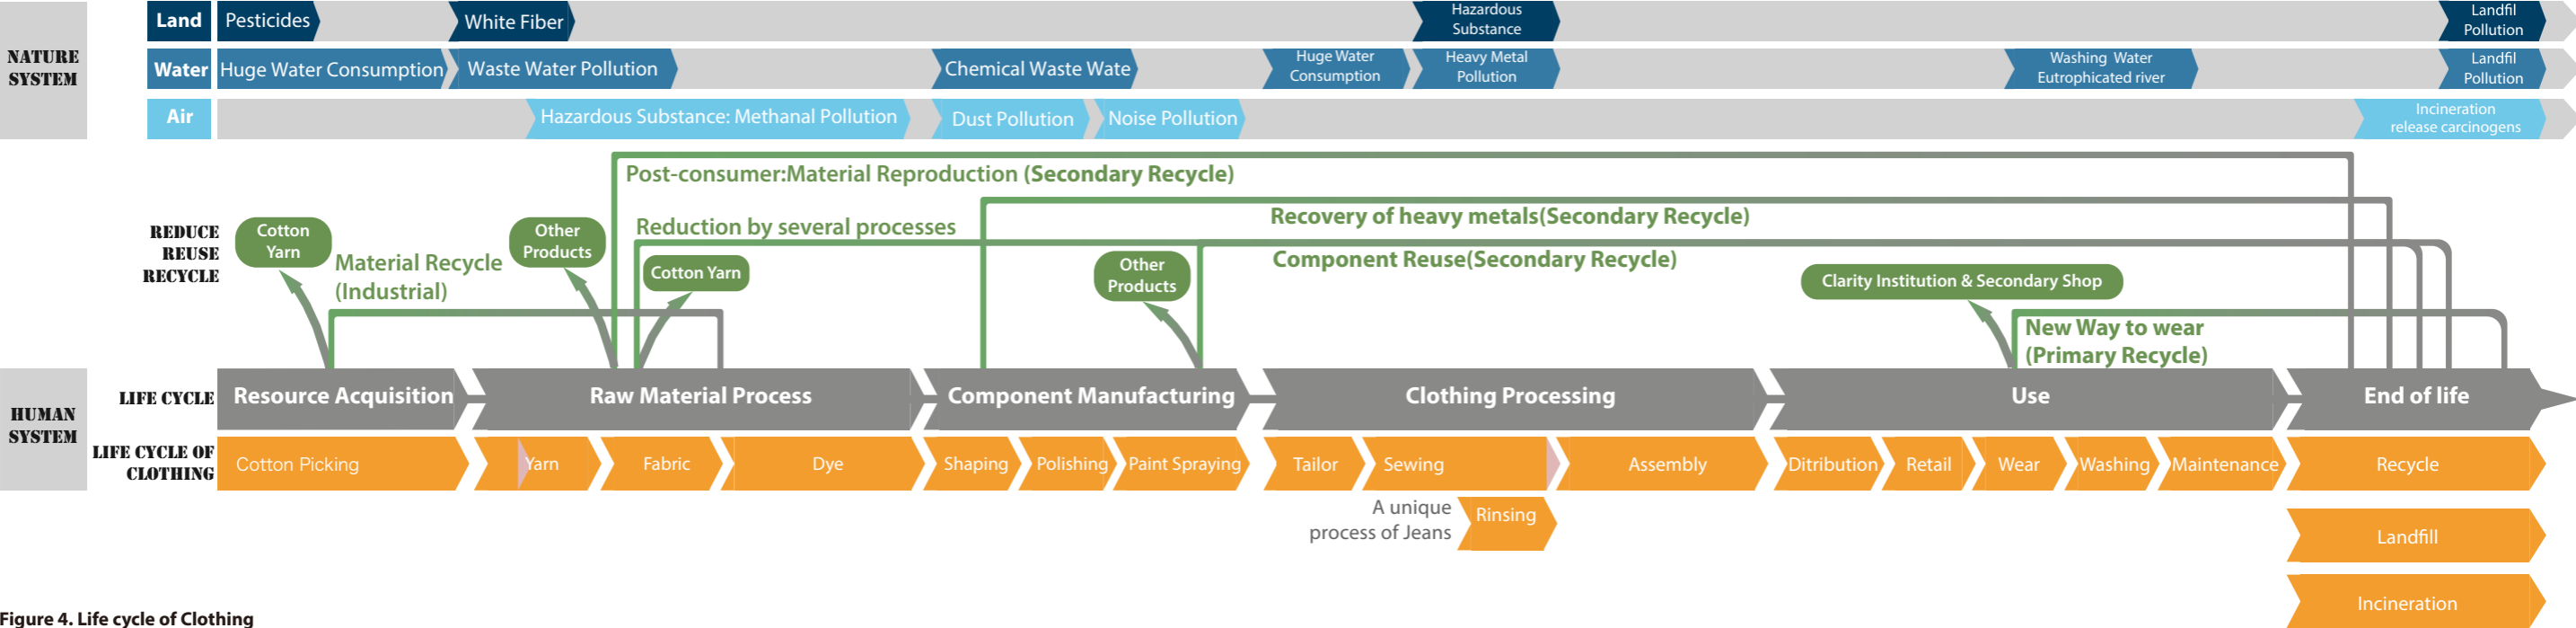 NATURE
SYSTEM
Land
Pesticides
White Fiber
Hazardous
Substance
Landfil
Pollution
Water
Huge Water Consumption
Waste Water Pollution
Chemical Waste Wate
Huge Water
Consumption
Heavy Metal
Pollution
Washing Water
Eutrophicated river
Landfil
Pollution
Air
Hazardous Substance: Methanal Pollution
Dust Pollution
Noise Pollution
Incineration
release carcinogens
REDUCE
REUSE
RECYCLE
Cotton
Yarn
Material Recycle
(Industrial)
Other
Products
Post-consumer:Material Reproduction (Secondary Recycle)
Reduction by several processes
Cotton Yarn
Recovery of heavy metals(Secondary Recycle)
Other
Products
Component Reuse(Secondary Recycle)
Clarity Institution & Secondary Shop
New Way to wear
(Primary Recycle)
HUMAN
SYSTEM
LIFE CYCLE
Resource Acquisition
Raw Material Process
Component Manufacturing
Clothing Processing
Use
End of life
LIFE CYCLE OF
CLOTHING
Cotton Picking
Yarn
Fabric
Dye
Shaping
Polishing
Paint Spraying
Tailor
Sewing
Assembly
Ditribution
Retail
Wear
Washing
Maintenance
Recycle
A unique
process of Jeans
Rinsing
Landfill
Incineration
Figure 4. Life cycle of Clothing